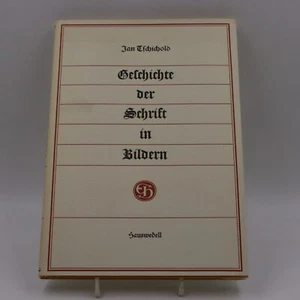 Jan Tschichold
Geschichte
der
Schrift
in
Bildern
Hauswedell